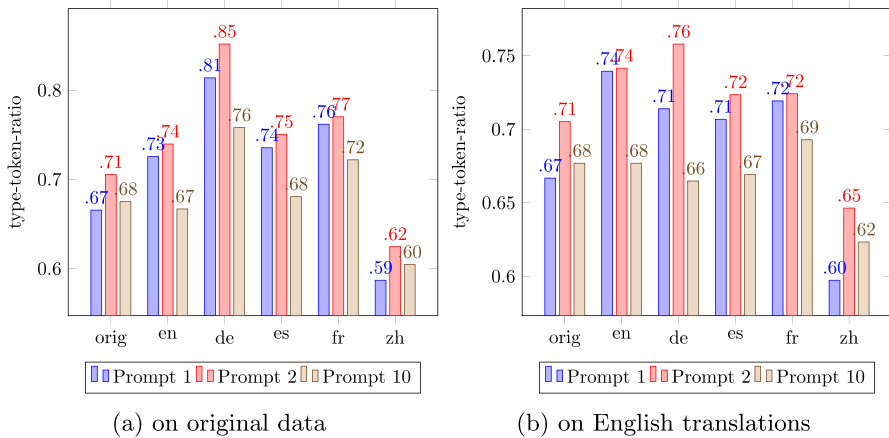 type-token-ratio
0.8
0.7
0.6
.67 .71 .68 .73 .74 .67 .81 .85 .76 .74 .75 .68 .76 .77 .72 .59 .62 .60
orig en de es fr zh
Prompt 1 Prompt 2 Prompt 10
(a) on original data
type-token-ratio
0.75
0.7
0.65
0.6
.67 .71 .68 .74 .74 .68 .71 .76 .66 .71 .72 .67 .72 .72 .69 .60 .65 .62
orig en de es fr zh
Prompt 1 Prompt 2 Prompt 10
(b) on English translations